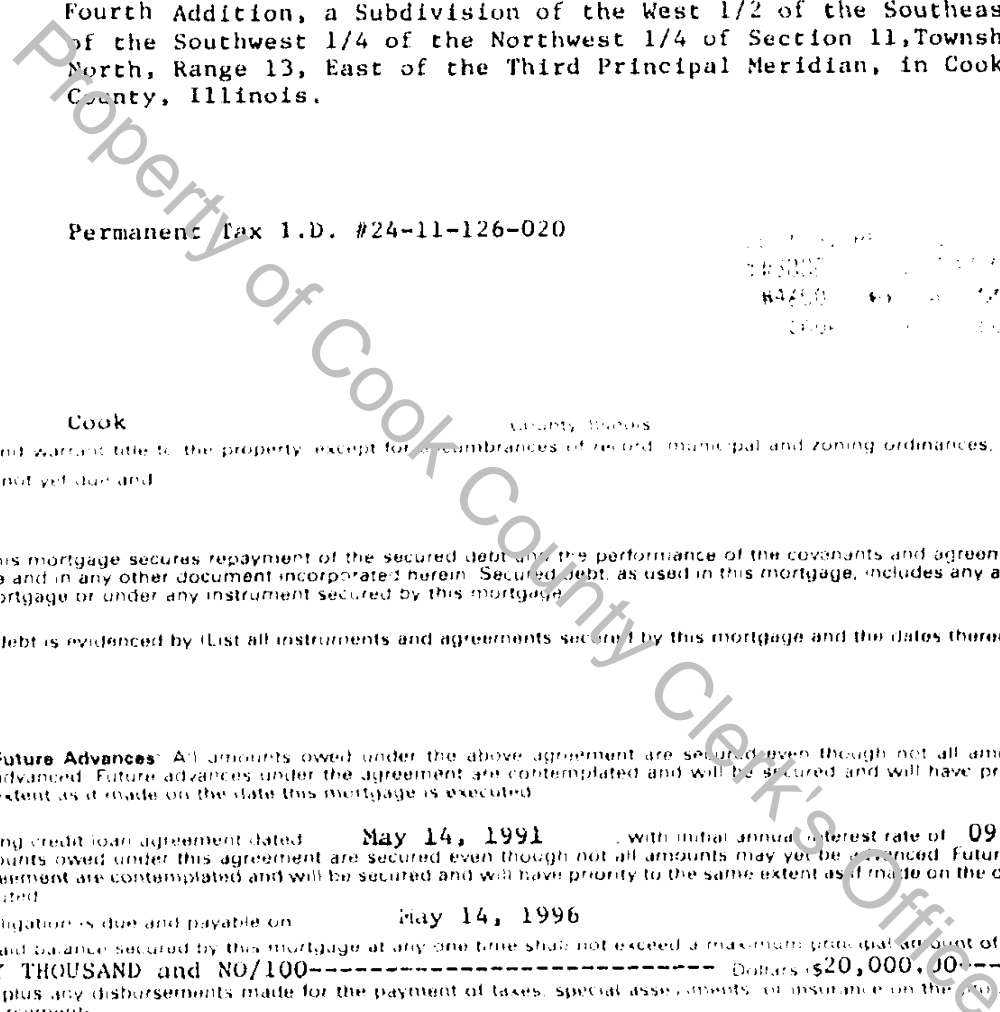 Fourth Addition, a Subdivision of the West 1/2 of the Southeas
of the Southwest 1/4 of the Northwest 1/4 of Section 11, Townsh
North, Range 13, East of the Third Principal Meridian, in Cook
County, Illinois.
Permanent Tax I.D. #24-11-126-020
Cook County, Illinois
and warrant title to the property, except for encumbrances of record, municipal and zoning ordinances,
not yet due and
his mortgage secures repayment of the secured debt and the performance of the covenants and agreem
e and in any other document incorporated herein. Secured debt, as used in this mortgage, includes any a
ortgage or under any instrument secured by this mortgage
debt is evidenced by (List all instruments and agreements secured by this mortgage and the dates there
Future Advances: All amounts owed under the above agreement are secured even though not all am
advanced. Future advances under the agreement are contemplated and will be secured and will have pr
extent as if made on the date this mortgage is executed
ng credit loan agreement dated May 14, 1991, with initial annual interest rate of 09
ounts owed under this agreement are secured even though not all amounts may yet be advanced. Futur
eement are contemplated and will be secured and will have priority to the same extent as if made on the d
uted
ligation is due and payable on May 14, 1996
aid balance secured by this mortgage at any one time shall not exceed a maximum principal amount of
Y THOUSAND and NO/100---------------------------- Dollars ($20,000.00----
plus any disbursements made for the payment of taxes, special assessments, or insurance on the
Property of Cook County Clerk's Office